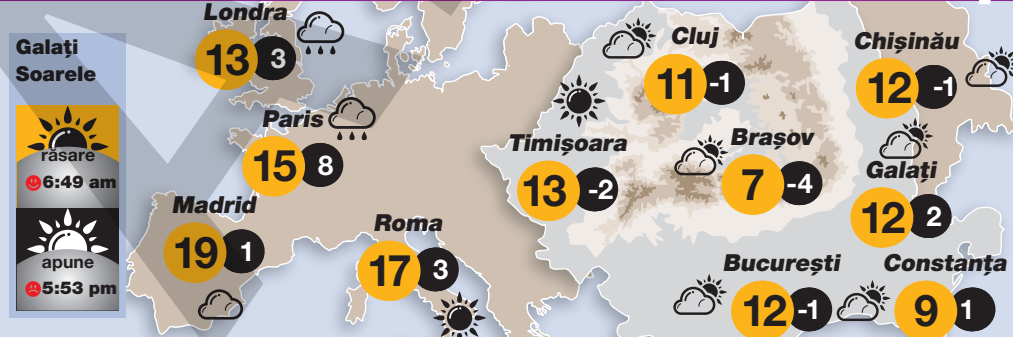 Galați
Soarele
răsare
6:49 am
apune
5:53 pm
Londra
13 3
Paris
15 8
Madrid
19 1
Roma
17 3
Timișoara
13 -2
Cluj
11 -1
Brașov
7 -4
Chișinău
12 -1
Galați
12 2
București
12 -1
Constanța
9 1